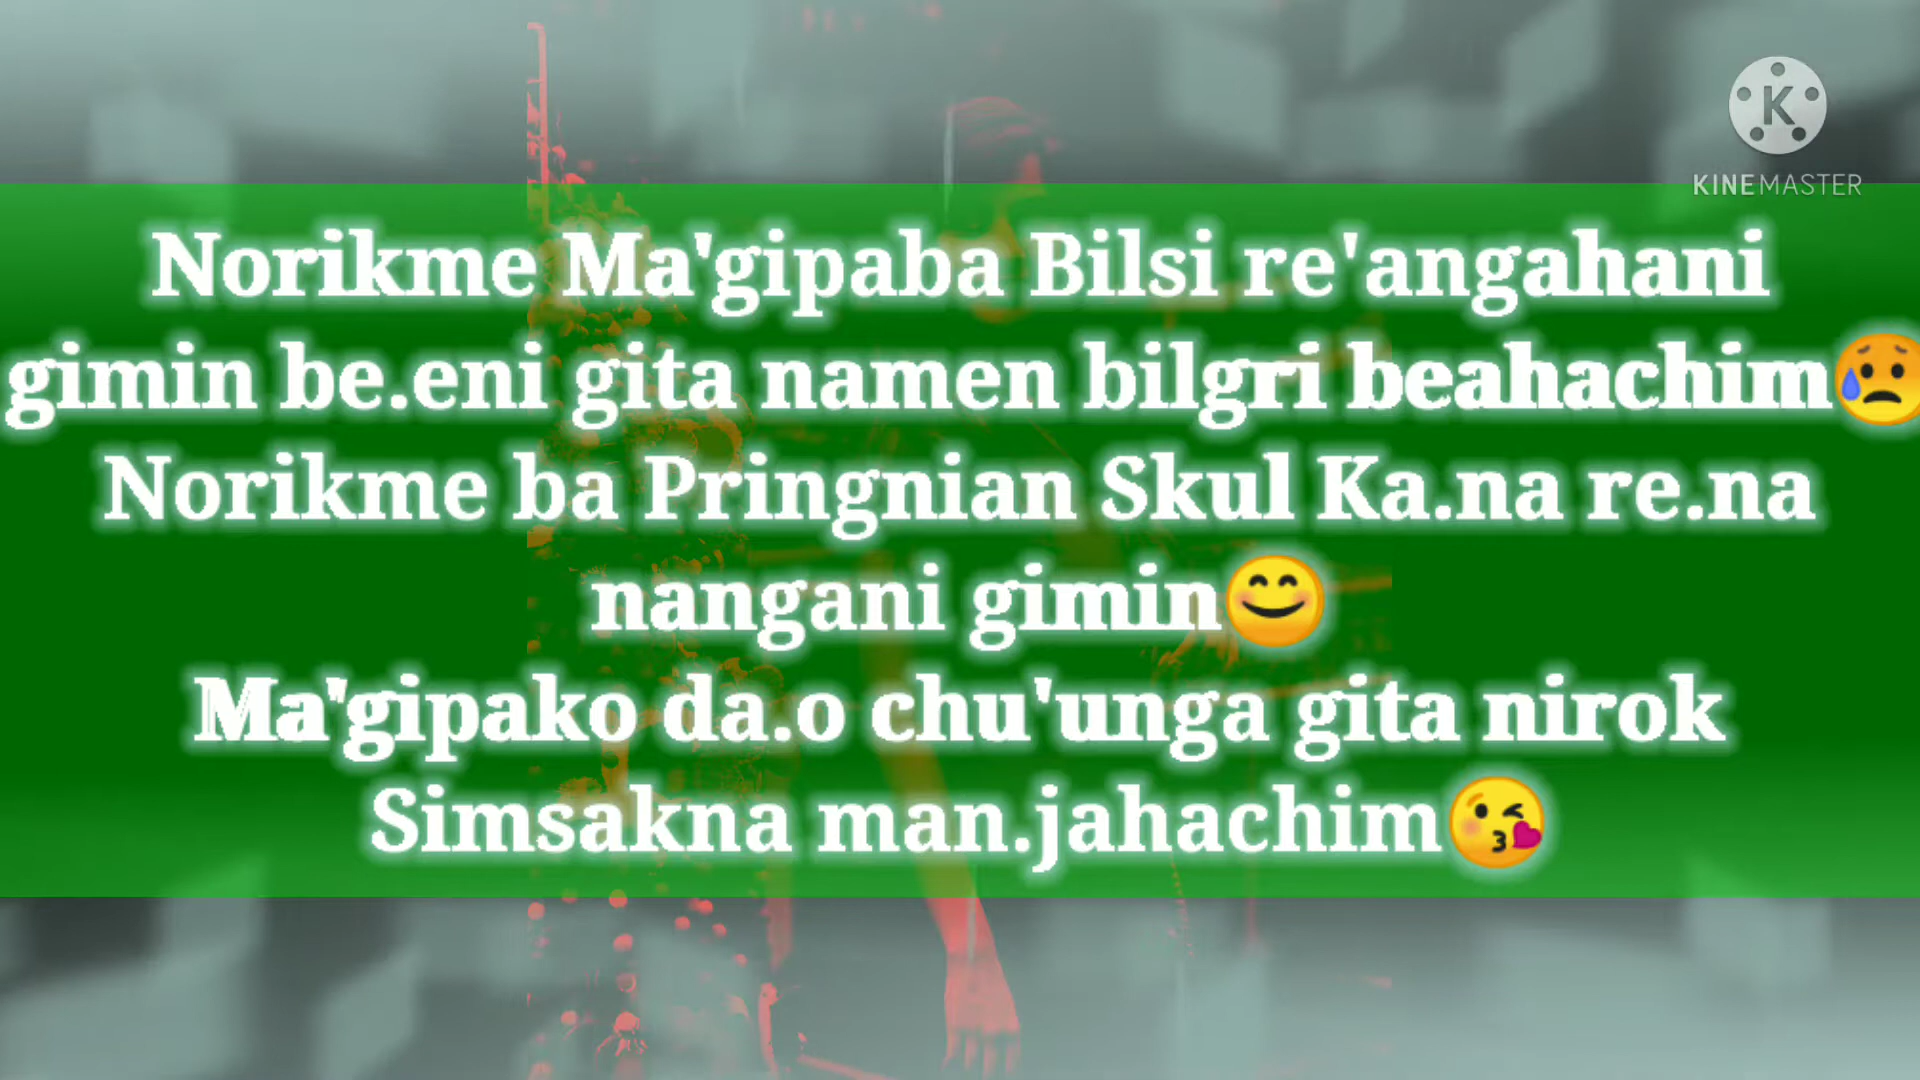 KINEMASTER
Norikme Ma'gipaba Bilsi re'angahani
gimin be.eni gita namen bilgri beahachim😥
Norikme ba Pringnian Skul Ka.na re.na
nangani gimin😊
Ma'gipako da.o chu'unga gita nirok
Simsakna man.jahachim😘